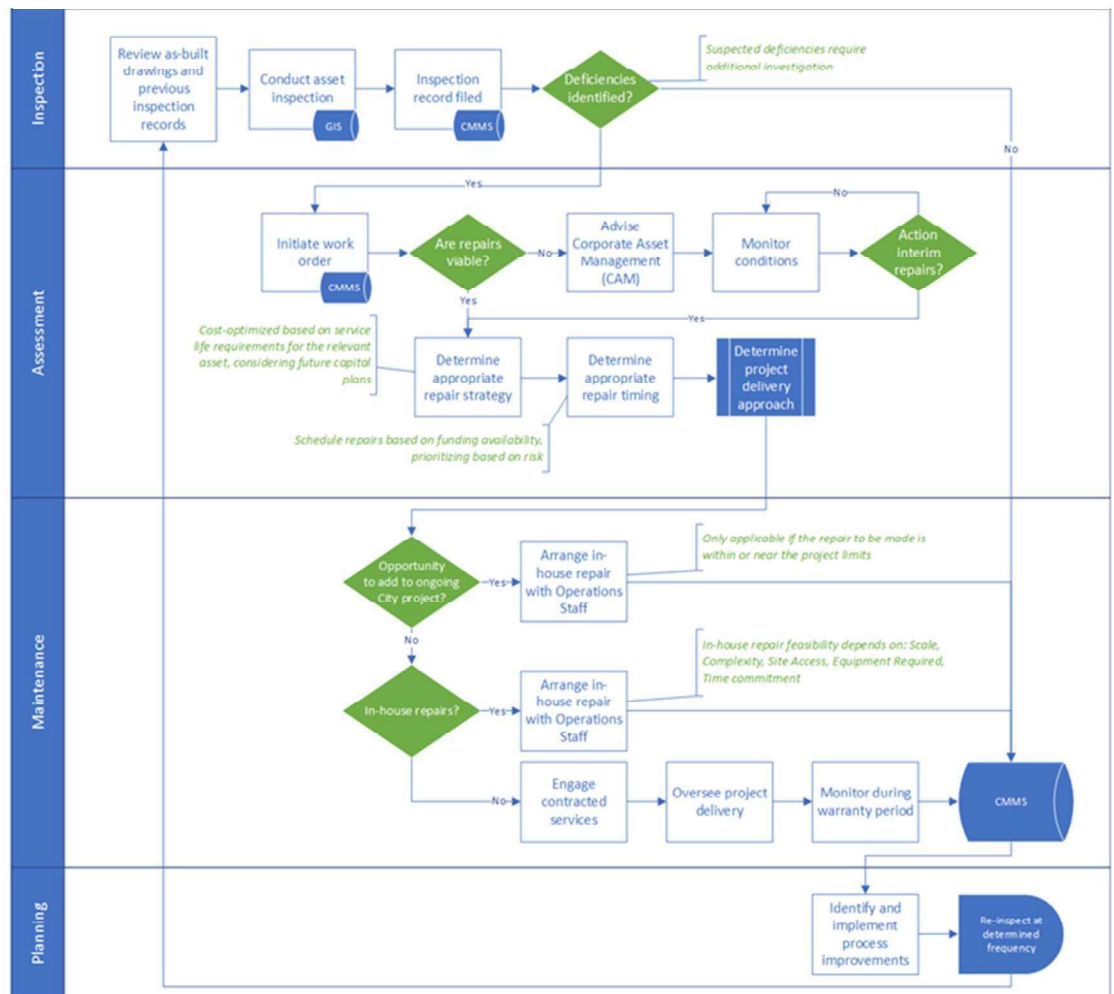 Inspection
Review as-built
drawings and
previous
inspection
records
Conduct asset
inspection
GIS
Inspection
record filed
CMMS
Deficiencies
identified?
Suspected deficiencies require
additional investigation
No
Yes
Assessment
Initiate work
order
CMMS
Are repairs
viable?
No
Advise
Corporate Asset
Management
(CAM)
Monitor
conditions
No
Action
interim
repairs?
Yes
Yes
Cost-optimized based on service
life requirements for the relevant
asset, considering future capital
plans
Determine
appropriate
repair strategy
Determine
appropriate
repair timing
Determine
project
delivery
approach
Schedule repairs based on funding availability,
prioritizing based on risk
Maintenance
Opportunity
to add to ongoing
City project?
Yes
Arrange in-
house repair
with Operations
Staff
Only applicable if the repair to be made is
within or near the project limits
No
In-house repairs?
Yes
Arrange in-
house repair
with Operations
Staff
In-house repair feasibility depends on: Scale,
Complexity, Site Access, Equipment Required,
Time commitment
No
Engage
contracted
services
Oversee project
delivery
Monitor during
warranty period
CMMS
Planning
Identify and
implement
process
improvements
Re-inspect at
determined
frequency